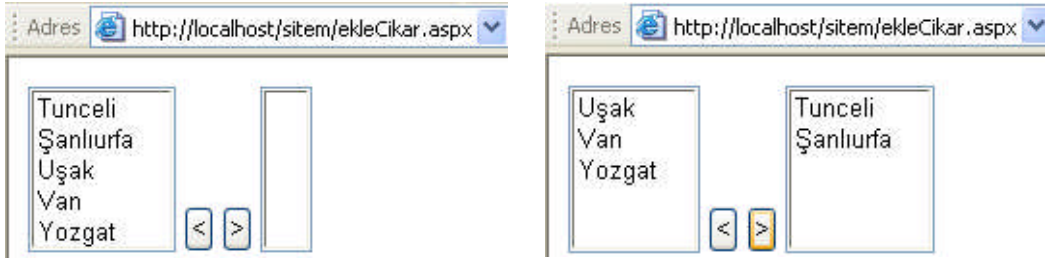 Adres http://localhost/sitem/ekleCikar.aspx
Tunceli
Şanlıurfa
Uşak
Van
Yozgat
< >
Adres http://localhost/sitem/ekleCikar.aspx
Uşak
Van
Yozgat
< >
Tunceli
Şanlıurfa